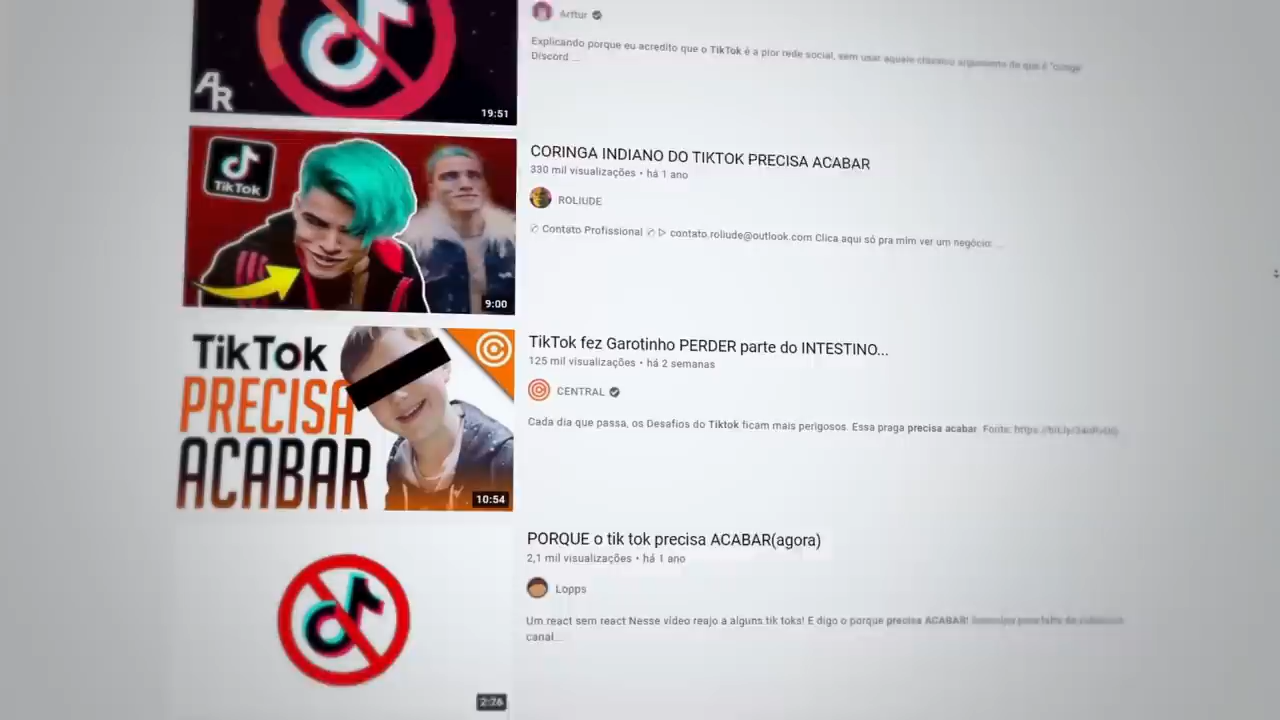 Arttur
Explicando porque eu acredito que o TikTok é a pior rede social, sem usar aquele clássico argumento de que é "coisa
Discord ...
AR
19:51
TikTok
9:00
CORINGA INDIANO DO TIKTOK PRECISA ACABAR
330 mil visualizações • há 1 ano
ROLIUDE
✆ Contato Profissional ✆ ▷ contato.roliude@outlook.com Clica aqui só pra mim ver um negócio: ...
TikTok
PRECISA
ACABAR
10:54
TikTok fez Garotinho PERDER parte do INTESTINO...
125 mil visualizações • há 2 semanas
CENTRAL
Cada dia que passa, os Desafios do Tiktok ficam mais perigosos. Essa praga precisa acabar. Fonte:
2:26
PORQUE o tik tok precisa ACABAR(agora)
2,1 mil visualizações • há 1 ano
Lopps
Um react sem react Nesse vídeo reajo a alguns tik toks! E digo o porque precisa ACABAR!
canal...